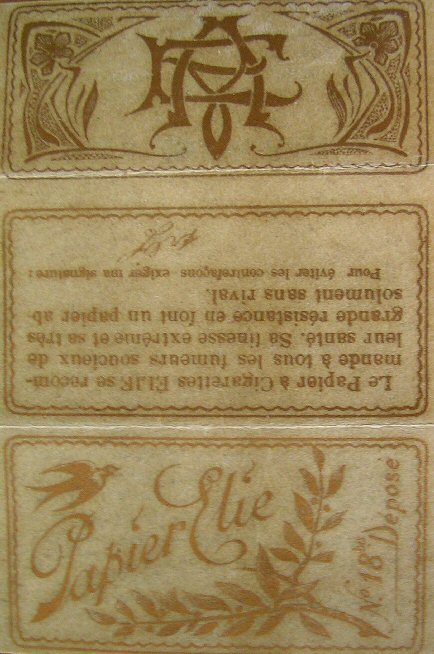 Le Papier à Cigarettes ELIE se recom-
mande à tous les fumeurs soucieux de
leur santé. Sa finesse extrême et sa très
grande résistance en font un papier ab-
solument sans rival.
Pour éviter les contrefaçons exiger ma signature:
Papier Elie
No 18 bis Déposé